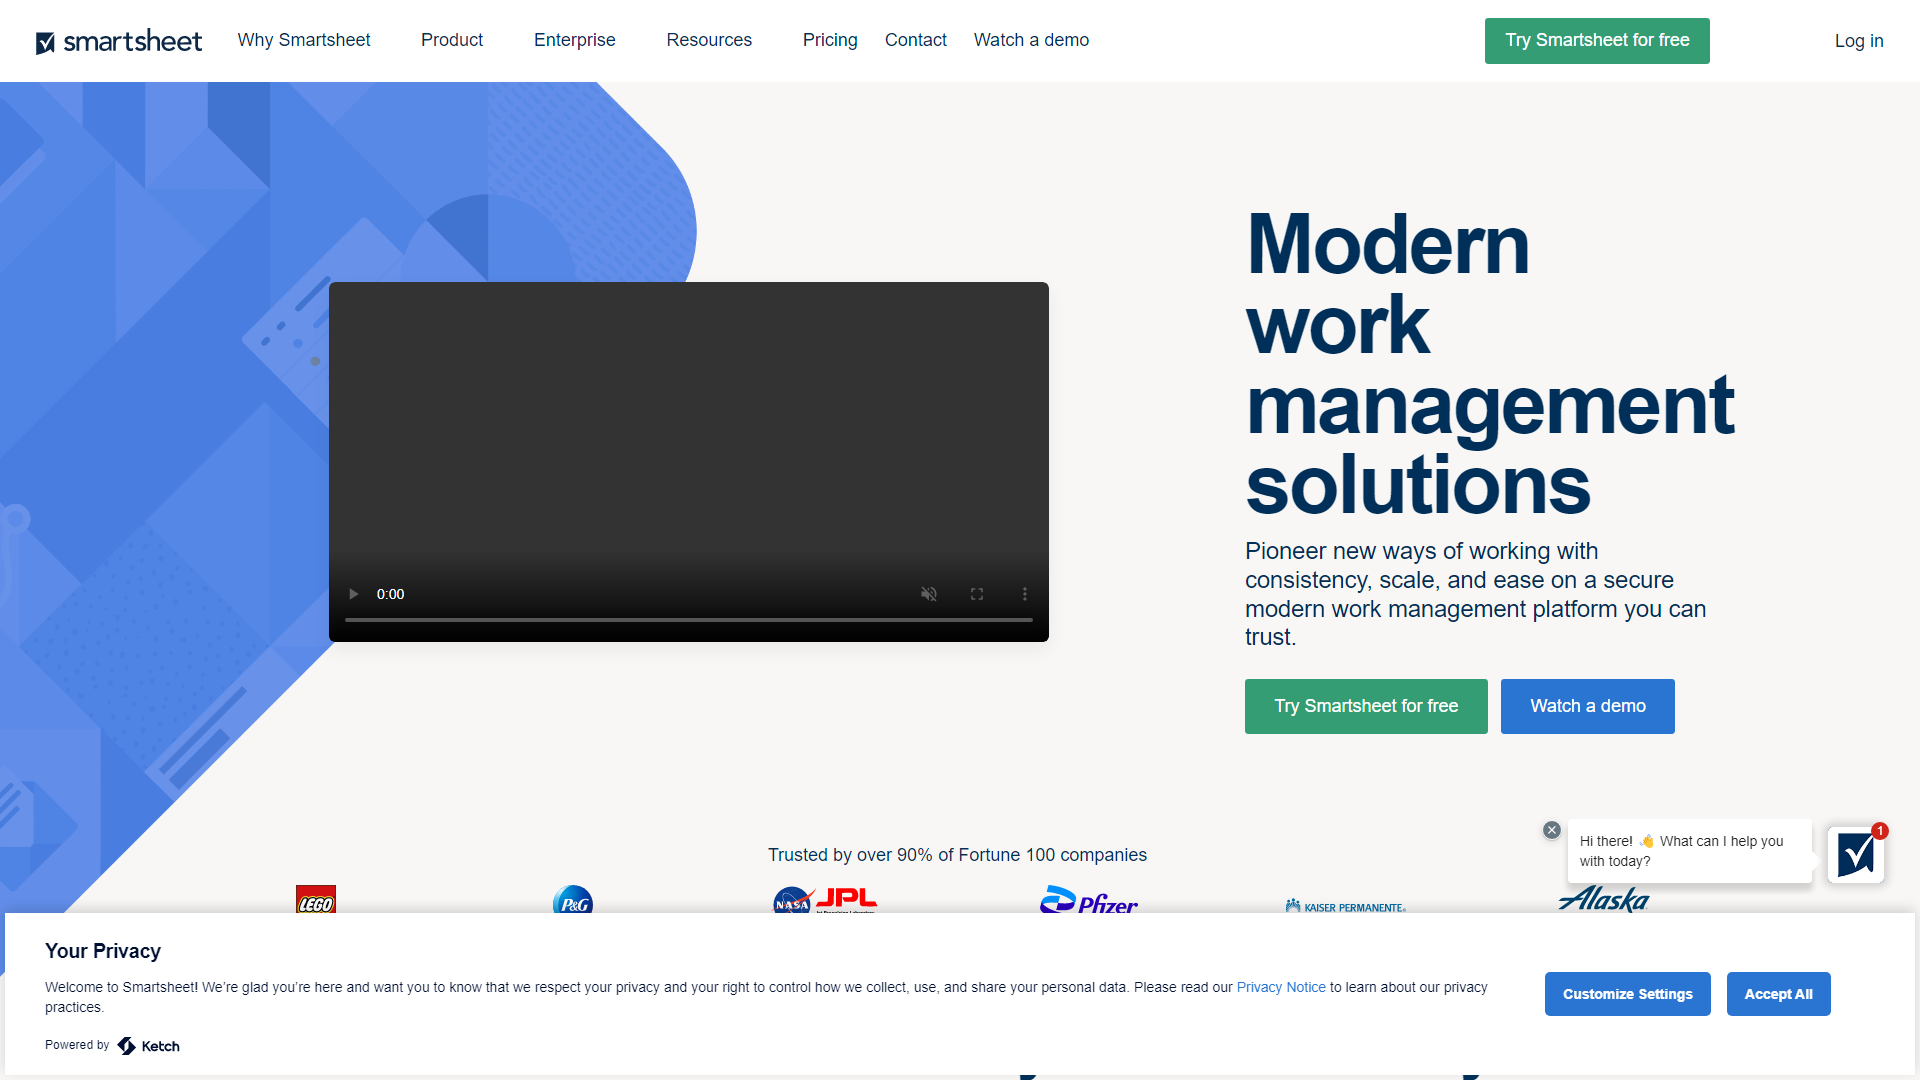 smartsheet
Why Smartsheet
Product
Enterprise
Resources
Pricing
Contact
Watch a demo
Try Smartsheet for free
Log in
Modern
work
management
solutions
Pioneer new ways of working with
consistency, scale, and ease on a secure
modern work management platform you can
trust.
0:00
Try Smartsheet for free
Watch a demo
Trusted by over 90% of Fortune 100 companies
Hi there! 👋 What can I help you
with today?
1
LEGO
P&G
NASA JPL
Pfizer
KAISER PERMANENTE®
Alaska
Your Privacy
Welcome to Smartsheet! We’re glad you’re here and want you to know that we respect your privacy and your right to control how we collect, use, and share your personal data. Please read our Privacy Notice to learn about our privacy
practices.
Customize Settings
Accept All
Powered by Ketch